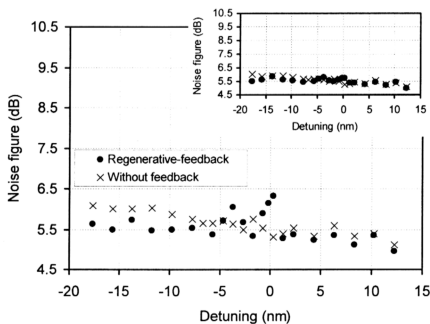 10.5
9.5
8.5
7.5
6.5
5.5
4.5
Noise figure (dB)
-20 -15 -10 -5 0 5 10 15
Detuning (nm)
10.5
9.5
8.5
7.5
6.5
5.5
4.5
Noise figure (dB)
-20 -15 -10 -5 0 5 10 15
Detuning (nm)
Regenerative-feedback
Without feedback